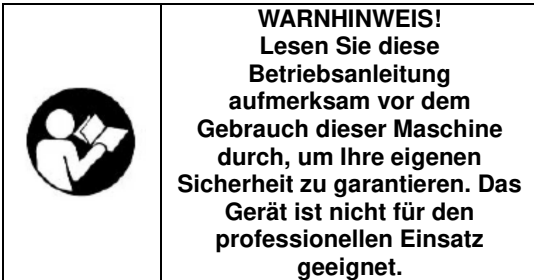 WARNHINWEIS!
Lesen Sie diese
Betriebsanleitung
aufmerksam vor dem
Gebrauch dieser Maschine
durch, um Ihre eigenen
Sicherheit zu garantieren. Das
Gerät ist nicht für den
professionellen Einsatz
geeignet.